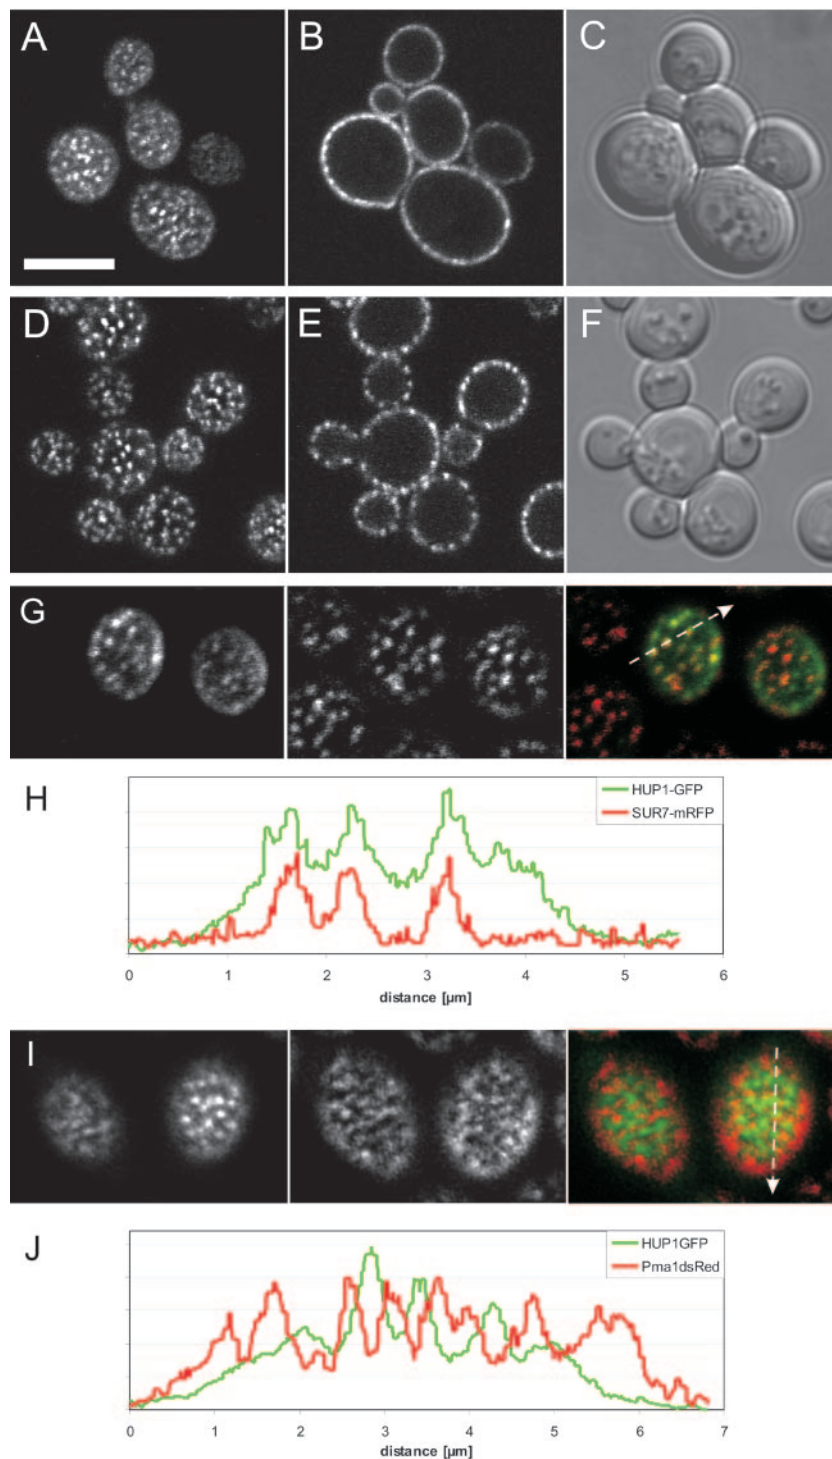 A B C
D E F
G
H
HUP1-GFP
SUR7-mRFP
0 1 2 3 4 5 6
distance [µm]
I
J
HUP1GFP
Pma1dsRed
0 1 2 3 4 5 6 7
distance [µm]